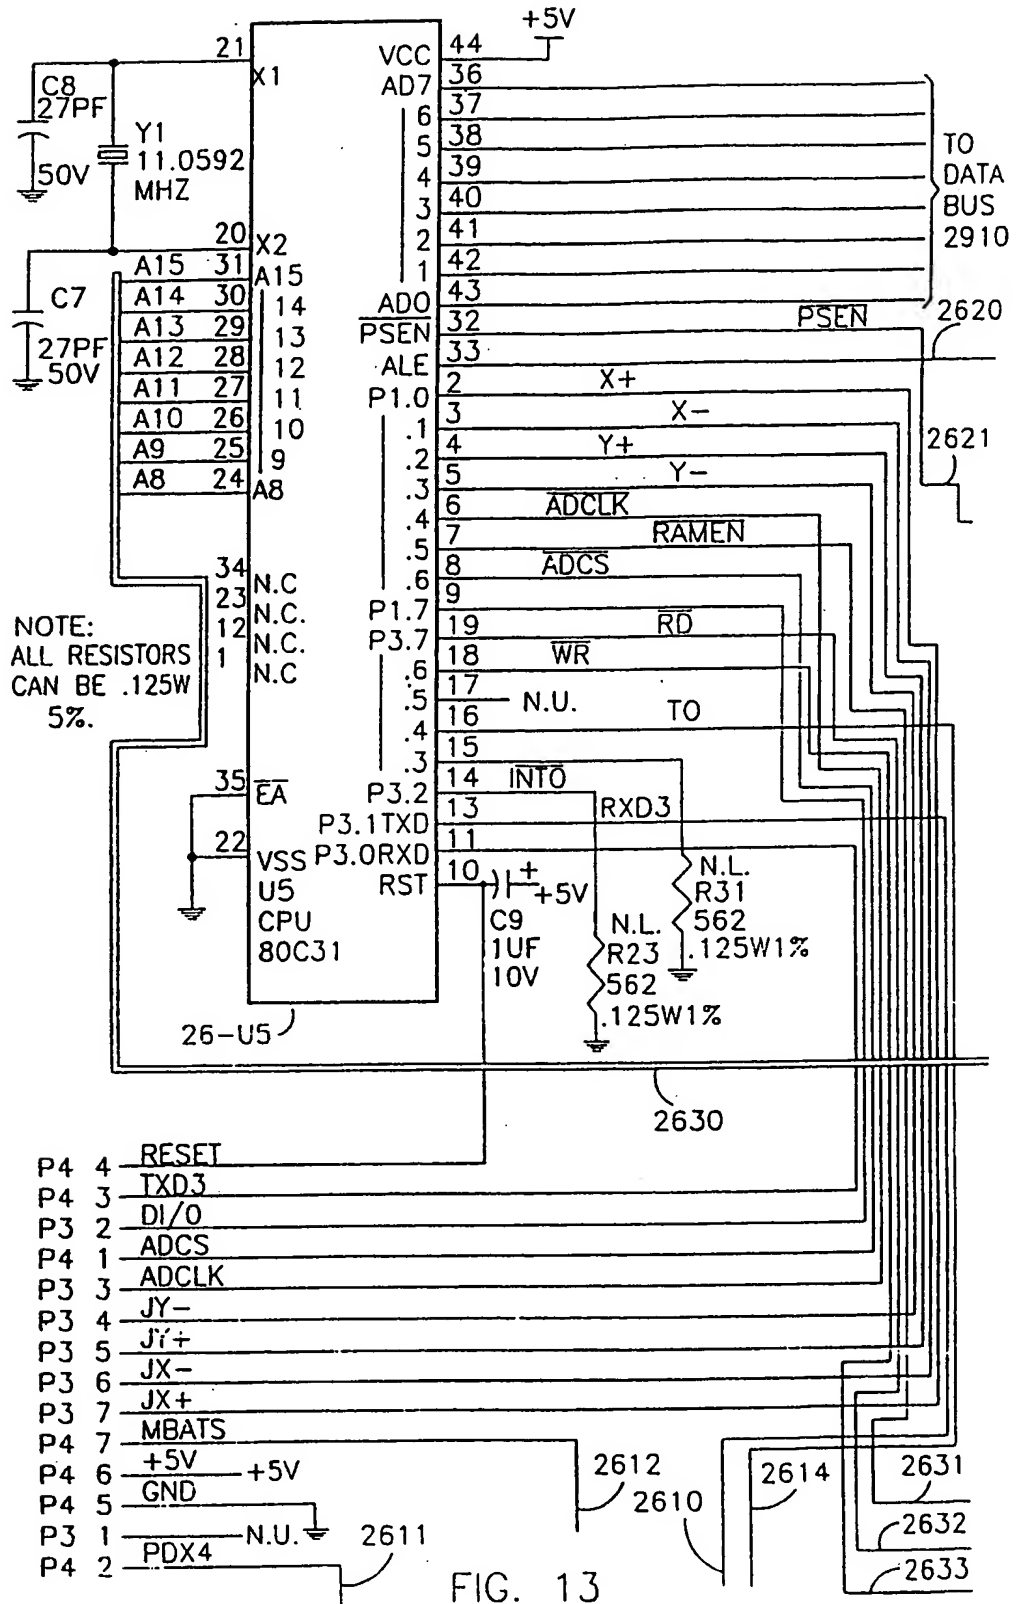 +5V
21
X1
VCC
44
C8
27PF
50V
Y1
11.0592
MHZ
AD7
36
6
37
5
38
4
39
3
40
2
41
1
42
AD0
43
TO
DATA
BUS
2910
20
X2
A15 31 A15
A14 30 14
A13 29 13
A12 28 12
A11 27 11
A10 26 10
A9 25 9
A8 24 A8
C7
27PF
50V
PSEN 32 PSEN
2620
ALE 33
P1.0 2 X+
.1 3 X-
.2 4 Y+
.3 5 Y-
2621
.4 6 ADCLK
.5 7 RAMEN
.6 8 ADCS
P1.7 9
P3.7 19 RD
.6 18 WR
.5 17 N.U.
.4 16 TO
.3 15
P3.2 14 INTO
P3.1TXD 13 RXD3
P3.0RXD 11
RST 10
34 N.C
23 N.C.
12 N.C.
1 N.C
NOTE:
ALL RESISTORS
CAN BE .125W
5%.
35 EA
22 VSS
U5
CPU
80C31
+
+5V
C9
1UF
10V
N.L.
R31
562
.125W1%
N.L.
R23
562
.125W1%
26-U5
2630
P4 4 RESET
P4 3 TXD3
P3 2 DI/O
P4 1 ADCS
P3 3 ADCLK
P3 4 JY-
P3 5 JY+
P3 6 JX-
P3 7 JX+
P4 7 MBATS
P4 6 +5V +5V
P4 5 GND
P3 1 N.U.
P4 2 PDX4
2611
2612
2610
2614
2631
2632
2633
FIG. 13